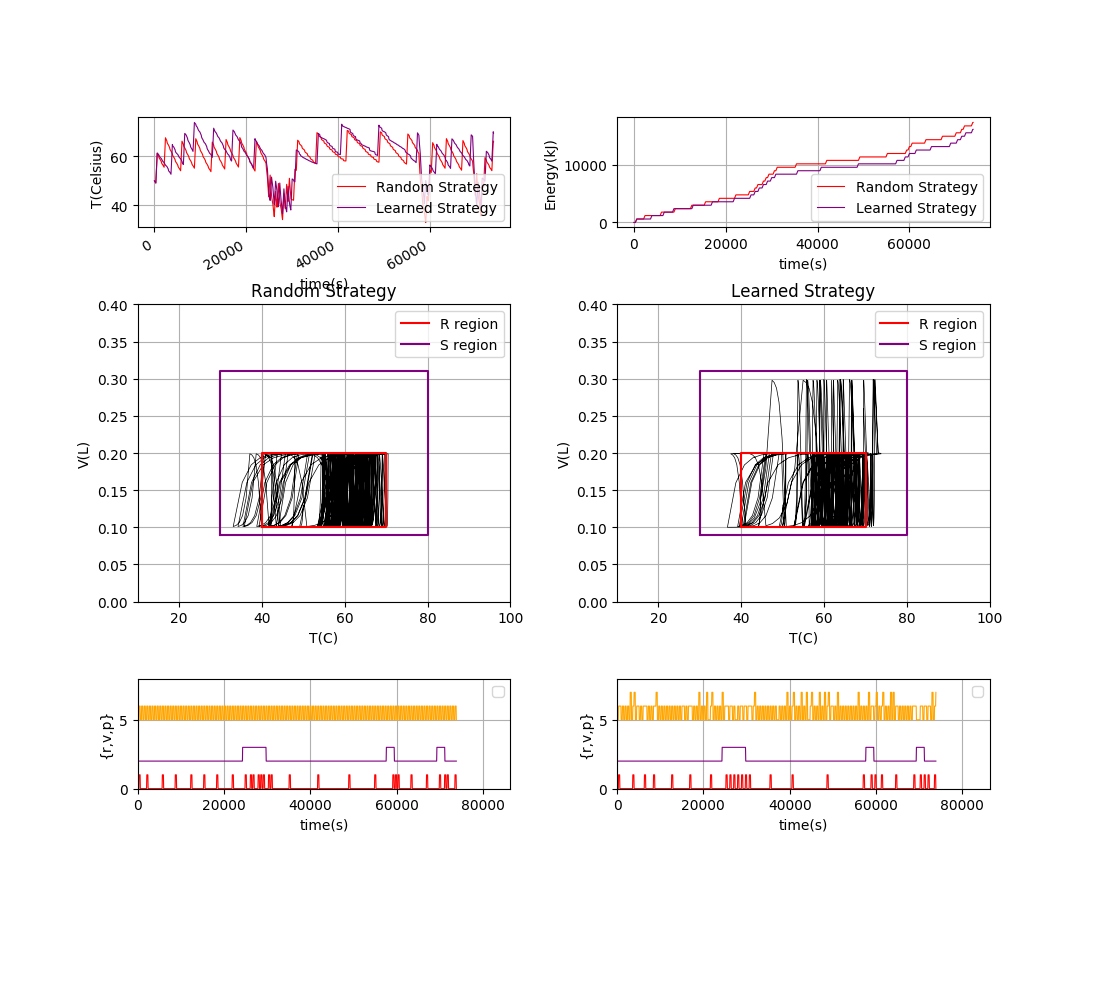 T(Celsius)
60
40
Random Strategy
Learned Strategy
0
20000
40000
60000
time(s)
Energy(kJ)
10000
0
Random Strategy
Learned Strategy
0
20000
40000
60000
time(s)
Random Strategy
V(L)
0.40
0.35
0.30
0.25
0.20
0.15
0.10
0.05
0.00
R region
S region
20
40
60
80
100
T(C)
Learned Strategy
V(L)
0.40
0.35
0.30
0.25
0.20
0.15
0.10
0.05
0.00
R region
S region
20
40
60
80
100
T(C)
{r,v,p}
5
0
0
20000
40000
60000
80000
time(s)
{r,v,p}
5
0
0
20000
40000
60000
80000
time(s)